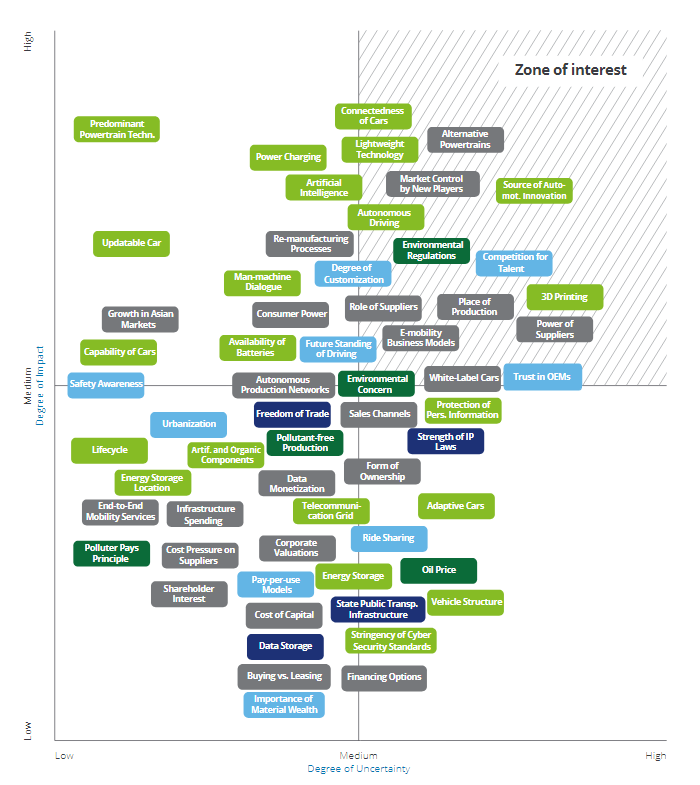 High
Zone of interest
Connectedness
of Cars
Predominant
Powertrain Techn.
Alternative
Powertrains
Lightweight
Technology
Power Charging
Market Control
by New Players
Artificial
Intelligence
Source of Auto-
mot. Innovation
Autonomous
Driving
Updatable Car
Re-manufacturing
Processes
Environmental
Regulations
Competition for
Talent
Degree of
Customization
Man-machine
Dialogue
3D Printing
Place of
Production
Role of Suppliers
Consumer Power
Growth in Asian
Markets
Power of
Suppliers
E-mobility
Business Models
Availability of
Batteries
Future Standing
of Driving
Capability of Cars
Medium
Degree of Impact
Safety Awareness
Autonomous
Production Networks
Environmental
Concern
White-Label Cars
Trust in OEMs
Freedom of Trade
Sales Channels
Protection of
Pers. Information
Urbanization
Pollutant-free
Production
Strength of IP
Laws
Lifecycle
Artif. and Organic
Components
Form of
Ownership
Energy Storage
Location
Data
Monetization
End-to-End
Mobility Services
Infrastructure
Spending
Telecommuni-
cation Grid
Adaptive Cars
Ride Sharing
Polluter Pays
Principle
Cost Pressure on
Suppliers
Corporate
Valuations
Oil Price
Energy Storage
Pay-per-use
Models
Shareholder
Interest
Vehicle Structure
State Public Transp.
Infrastructure
Cost of Capital
Stringency of Cyber
Security Standards
Data Storage
Buying vs. Leasing
Financing Options
Importance of
Material Wealth
Low
Low
Medium
High
Degree of Uncertainty